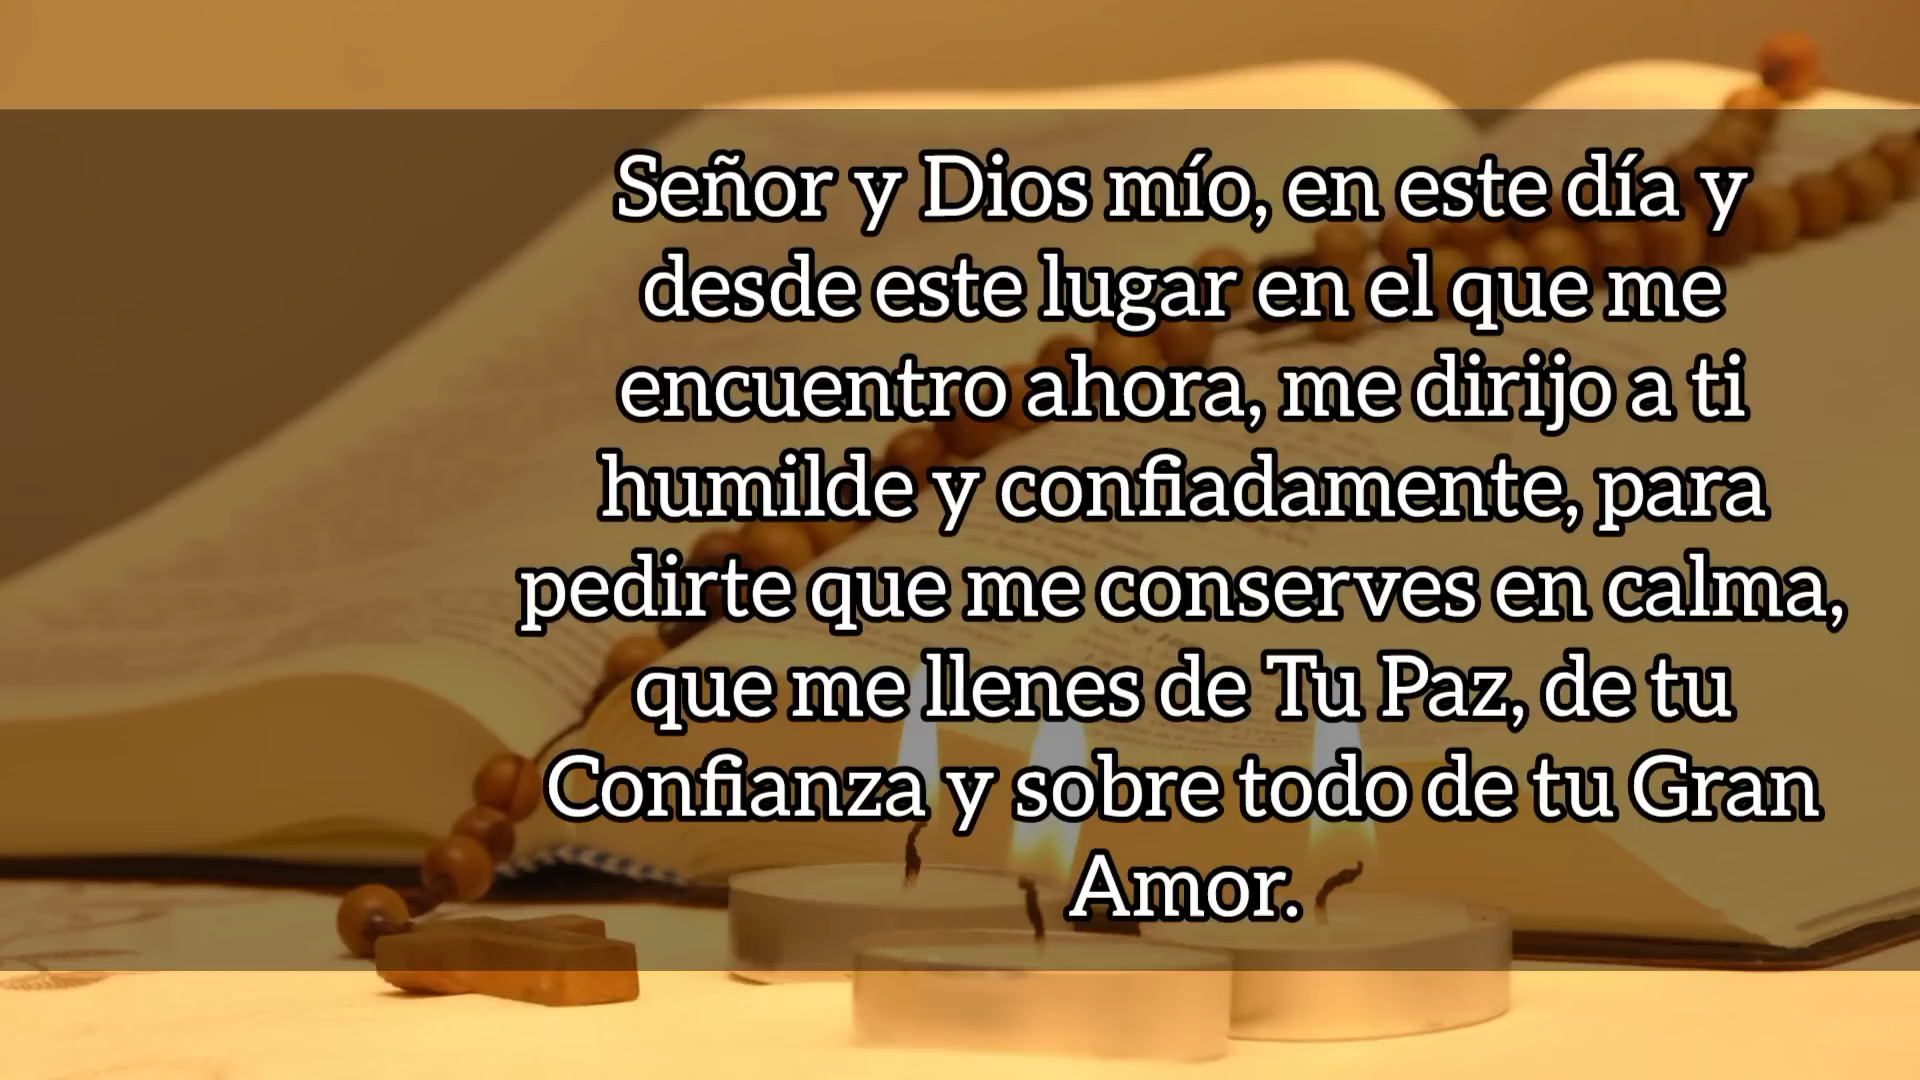 Señor y Dios mío, en este día y
desde este lugar en el que me
encuentro ahora, me dirijo a ti
humilde y confiadamente, para
pedirte que me conserves en calma,
que me llenes de Tu Paz, de tu
Confianza y sobre todo de tu Gran
Amor.